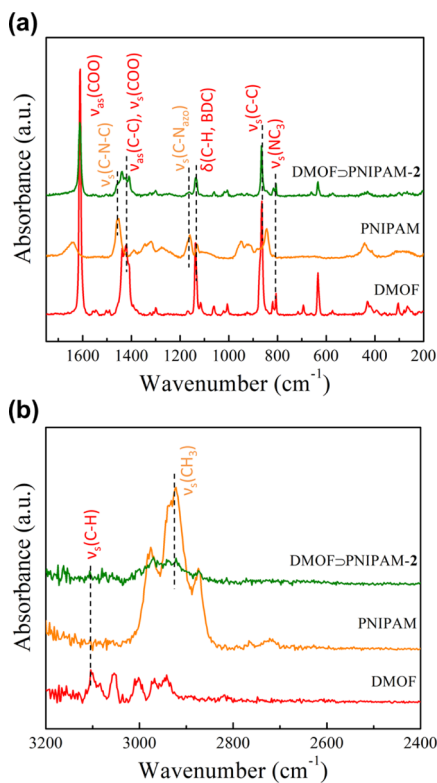 (a)
ν_as(COO)
ν_s(C-N-C)
ν_as(C-C), ν_s(COO)
ν_s(C-N_azo)
δ(C-H, BDC)
ν_s(C-C)
ν_s(NC_3)
DMOF⊃PNIPAM-2
PNIPAM
DMOF
Absorbance (a.u.)
1600 1400 1200 1000 800 600 400 200
Wavenumber (cm^-1)
(b)
ν_s(C-H)
ν_s(CH_3)
DMOF⊃PNIPAM-2
PNIPAM
DMOF
Absorbance (a.u.)
3200 3000 2800 2600 2400
Wavenumber (cm^-1)